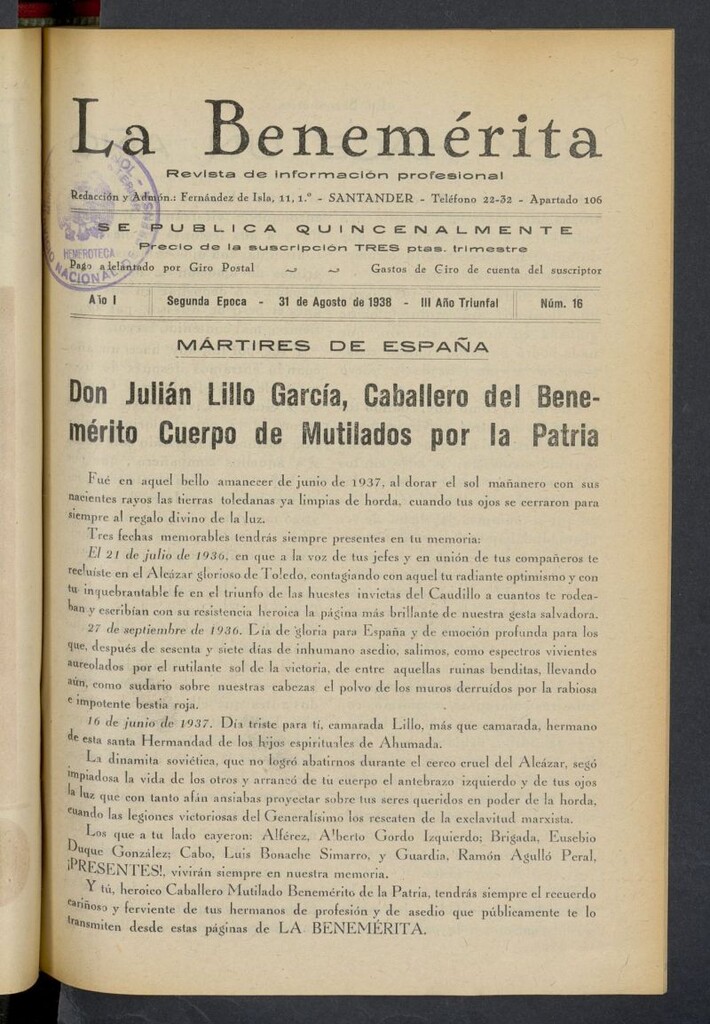 La Benemérita
Revista de información profesional
Redacción y Admón.: Fernández de Isla, 11, 1.º - SANTANDER - Teléfono 22-32 - Apartado 106
SE PUBLICA QUINCENALMENTE
Precio de la suscripción TRES ptas. trimestre
Pago adelantado por Giro Postal ~ ~ Gastos de Giro de cuenta del suscriptor
Año I Segunda Epoca - 31 de Agosto de 1938 - III Año Triunfal Núm. 16
HEMEROTECA
NACIONAL
MÁRTIRES DE ESPAÑA
Don Julián Lillo García, Caballero del Bene-
mérito Cuerpo de Mutilados por la Patria
Fué en aquel bello amanecer de junio de 1937, al dorar el sol mañanero con sus
nacientes rayos las tierras toledanas ya limpias de horda, cuando tus ojos se cerraron para
siempre al regalo divino de la luz.
Tres fechas memorables tendrás siempre presentes en tu memoria:
El 21 de julio de 1936, en que a la voz de tus jefes y en unión de tus compañeros te
recluiste en el Alcázar glorioso de Toledo, contagiando con aquel tu radiante optimismo y con
tu inquebrantable fe en el triunfo de las huestes invictas del Caudillo a cuantos te rodea-
ban y escribían con su resistencia heroica la página más brillante de nuestra gesta salvadora.
27 de septiembre de 1936. Día de gloria para España y de emoción profunda para los
que, después de sesenta y siete días de inhumano asedio, salimos, como espectros vivientes
aureolados por el rutilante sol de la victoria, de entre aquellas ruinas benditas, llevando
aún, como sudario sobre nuestras cabezas el polvo de los muros derruídos por la rabiosa
e impotente bestia roja.
16 de junio de 1937. Día triste para tí, camarada Lillo, más que camarada, hermano
de esta santa Hermandad de los hijos espirituales de Ahumada.
La dinamita soviética, que no logró abatirnos durante el cerco cruel del Alcázar, segó
impiadosa la vida de los otros y arrancó de tu cuerpo el antebrazo izquierdo y de tus ojos
la luz que con tanto afán ansiabas proyectar sobre tus seres queridos en poder de la horda,
cuando las legiones victoriosas del Generalísimo los rescaten de la exclavitud marxista.
Los que a tu lado cayeron: Alférez, Alberto Gordo Izquierdo; Brigada, Eusebio
Duque González; Cabo, Luis Bonache Simarro, y Guardia, Ramón Agulló Peral,
¡PRESENTES!, vivirán siempre en nuestra memoria.
Y tú, heroico Caballero Mutilado Benemérito de la Patria, tendrás siempre el recuerdo
cariñoso y ferviente de tus hermanos de profesión y de asedio que públicamente te lo
transmiten desde estas páginas de LA BENEMÉRITA.